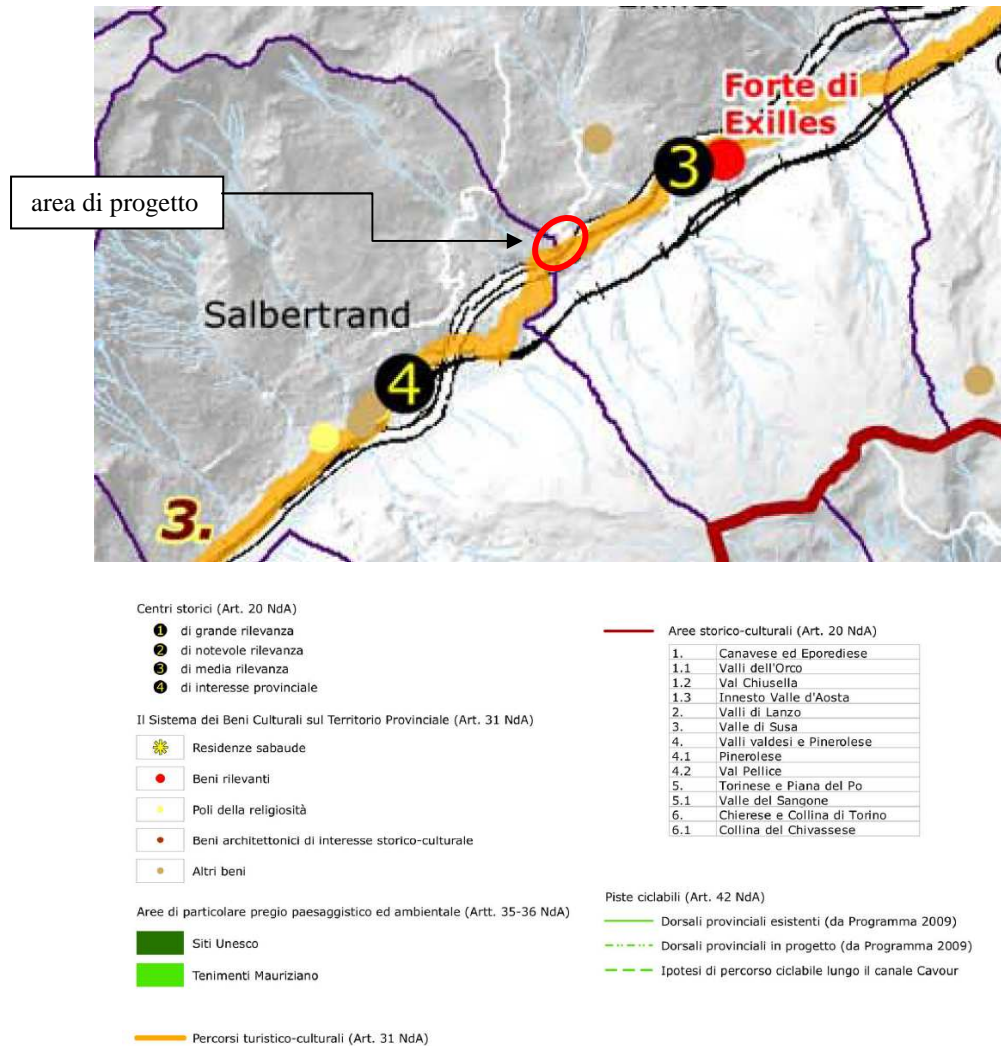 Forte di
Exilles
3
area di progetto
Salbertrand
4
3.
Centri storici (Art. 20 NdA)
1 di grande rilevanza
2 di notevole rilevanza
3 di media rilevanza
4 di interesse provinciale
Il Sistema dei Beni Culturali sul Territorio Provinciale (Art. 31 NdA)
Residenze sabaude
Beni rilevanti
Poli della religiosità
Beni architettonici di interesse storico-culturale
Altri beni
Aree di particolare pregio paesaggistico ed ambientale (Artt. 35-36 NdA)
Siti Unesco
Tenimenti Mauriziano
Percorsi turistico-culturali (Art. 31 NdA)
Aree storico-culturali (Art. 20 NdA)
1. Canavese ed Eporediese
1.1 Valli dell'Orco
1.2 Val Chiusella
1.3 Innesto Valle d'Aosta
2. Valli di Lanzo
3. Valle di Susa
4. Valli valdesi e Pinerolese
4.1 Pinerolese
4.2 Val Pellice
5. Torinese e Piana del Po
5.1 Valle del Sangone
6. Chierese e Collina di Torino
6.1 Collina del Chivassese
Piste ciclabili (Art. 42 NdA)
Dorsali provinciali esistenti (da Programma 2009)
Dorsali provinciali in progetto (da Programma 2009)
Ipotesi di percorso ciclabile lungo il canale Cavour